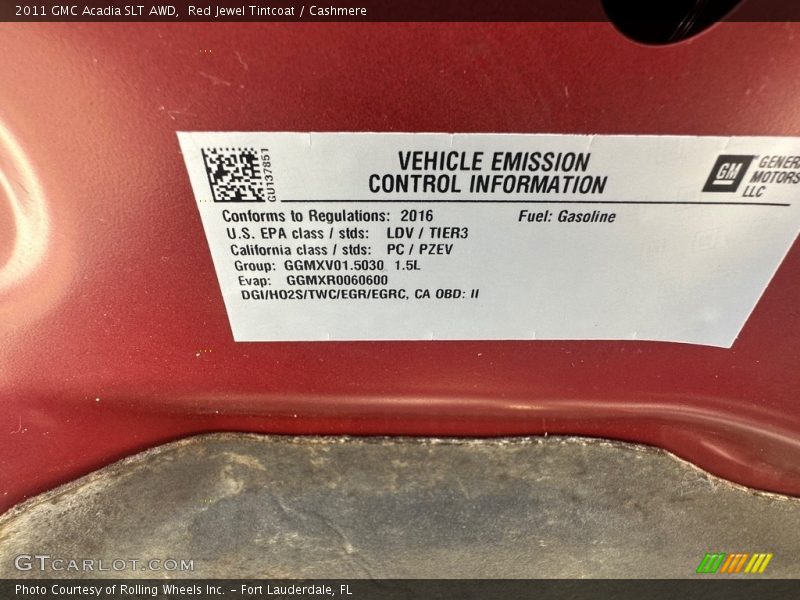 2011 GMC Acadia SLT AWD, Red Jewel Tintcoat / Cashmere
GU137851
VEHICLE EMISSION
CONTROL INFORMATION
GM
GENERAL
MOTORS
LLC
Conforms to Regulations: 2016 Fuel: Gasoline
U.S. EPA class / stds: LDV / TIER3
California class / stds: PC / PZEV
Group: GGMXV01.5030 1.5L
Evap: GGMXR0060600
DGI/HO2S/TWC/EGR/EGRC, CA OBD: II
GTCARLOT.COM
Photo Courtesy of Rolling Wheels Inc. – Fort Lauderdale, FL